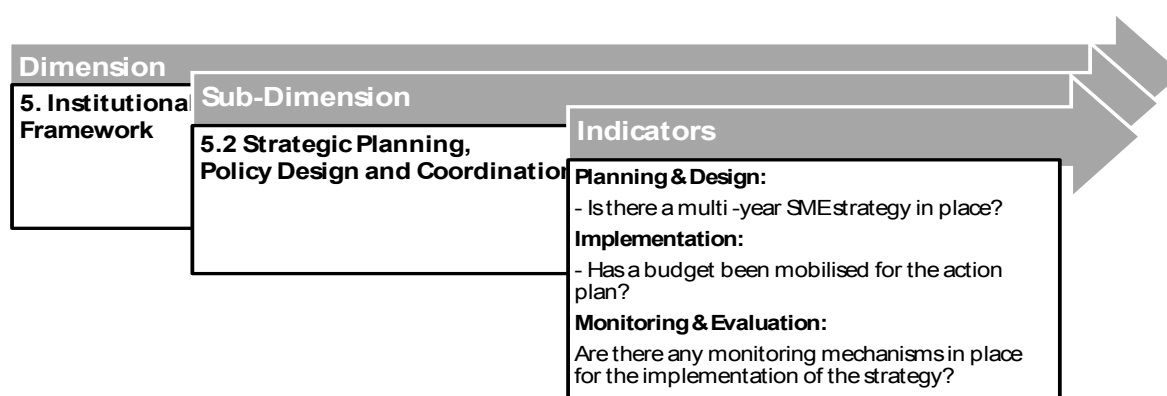 Dimension
5. Institutional
Framework
Sub-Dimension
5.2 Strategic Planning,
Policy Design and Coordination
Indicators
Planning & Design:
- Is there a multi -year SME strategy in place?
Implementation:
- Has a budget been mobilised for the action
plan?
Monitoring & Evaluation:
Are there any monitoring mechanisms in place
for the implementation of the strategy?